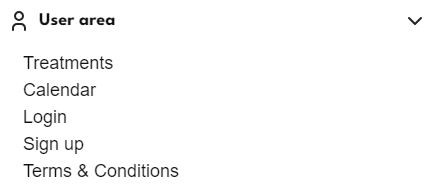 User area
Treatments
Calendar
Login
Sign up
Terms & Conditions